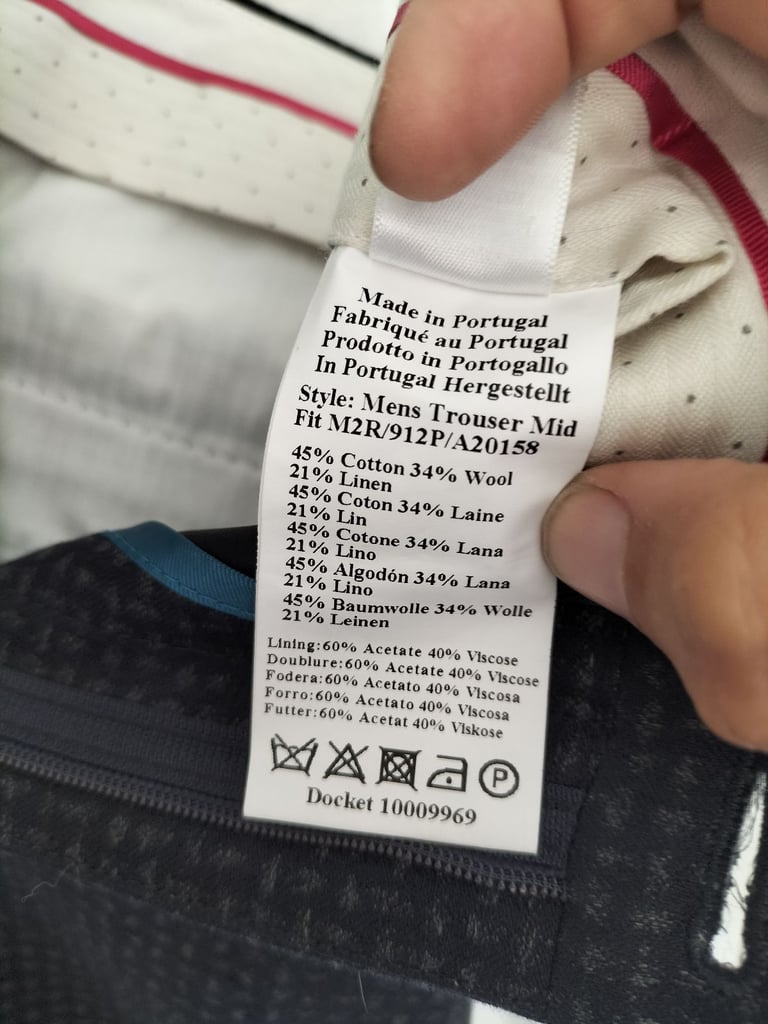 Made in Portugal
Fabriqué au Portugal
Prodotto in Portogallo
In Portugal Hergestellt
Style: Mens Trouser Mid
Fit M2R/912P/A20158
45% Cotton 34% Wool
21% Linen
45% Coton 34% Laine
21% Lin
45% Cotone 34% Lana
21% Lino
45% Algodón 34% Lana
21% Lino
45% Baumwolle 34% Wolle
21% Leinen
Lining:60% Acetate 40% VIscose
Doublure:60% Acetate 40% VIscose
Fodera:60% Acetato 40% VIscosa
Forro:60% Acetato 40% VIscosa
Futter:60% Acetat 40% VIskose
P
Docket 10009969